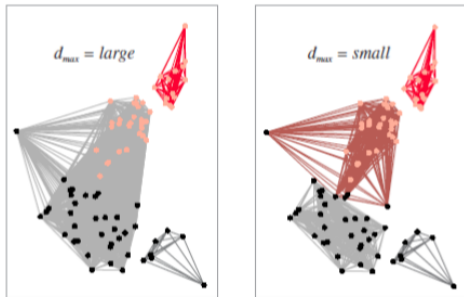 d_max = large
d_max = small